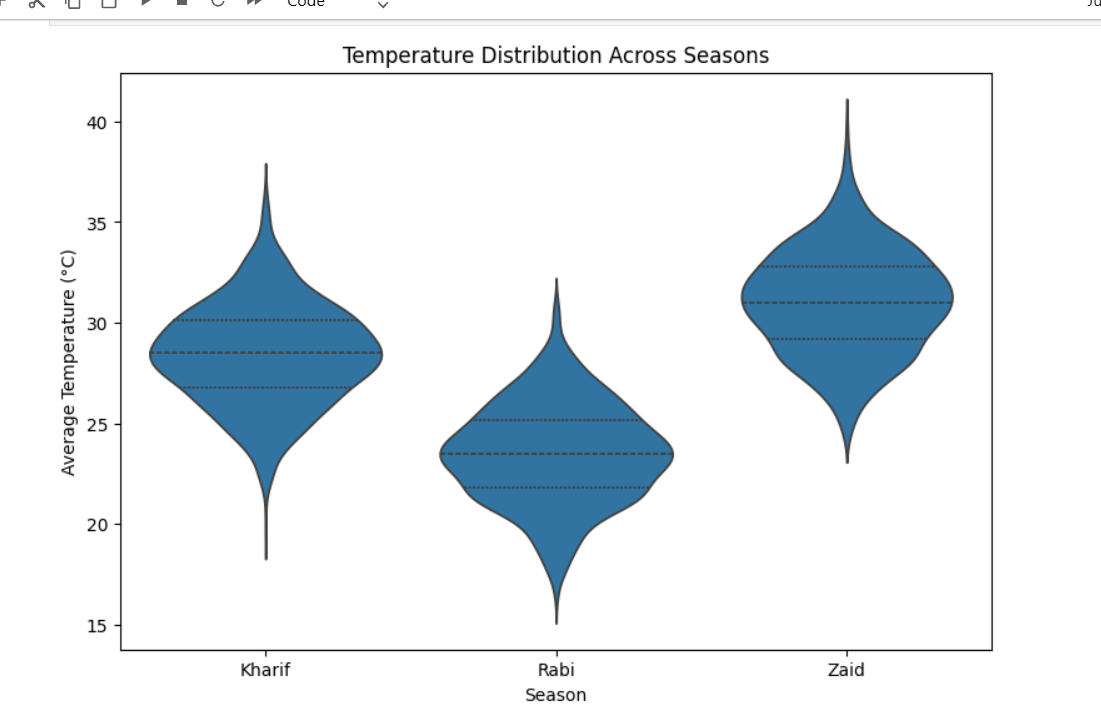 Code
Temperature Distribution Across Seasons
40
35
30
25
20
15
Average Temperature (°C)
Kharif
Rabi
Zaid
Season